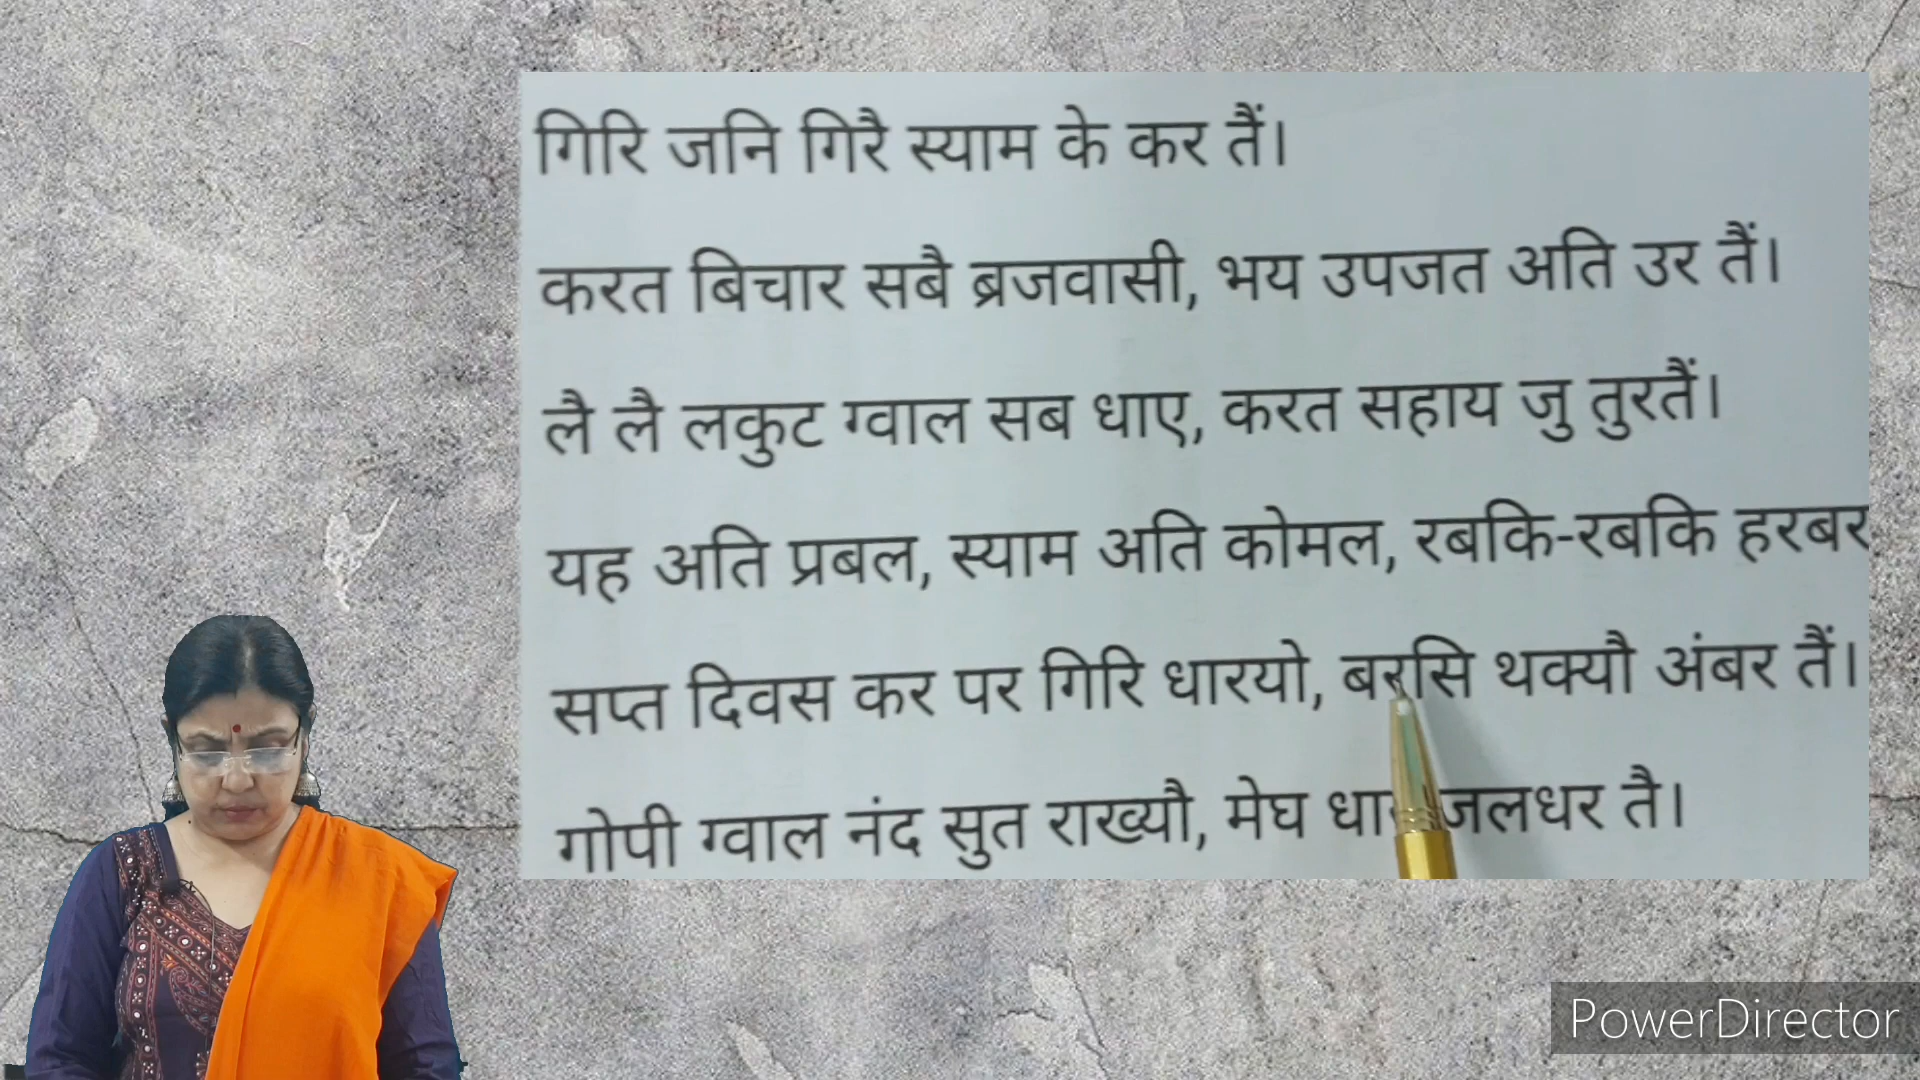 गिरि जनि गिरै स्याम के कर तैं।
करत बिचार सबै ब्रजवासी, भय उपजत अति उर तैं।
लै लै लकुट ग्वाल सब धाए, करत सहाय जु तुरतैं।
यह अति प्रबल, स्याम अति कोमल, रबकि-रबकि हरबर
सप्त दिवस कर पर गिरि धारयो, बरसि थक्यौ अंबर तैं।
गोपी ग्वाल नंद सुत राख्यौ, मेघ जलधर तै।
PowerDirector